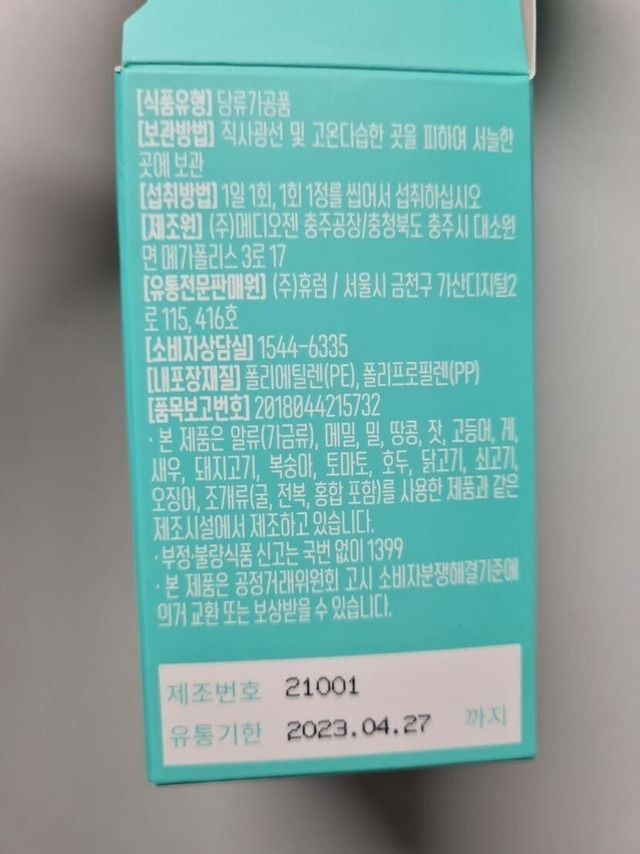 [식품유형] 당류가공품
[보관방법] 직사광선 및 고온다습한 곳을 피하여 서늘한
곳에 보관
[섭취방법] 1일 1회, 1회 1정을 씹어서 섭취하십시오
[제조원] (주)메디오젠 충주공장/충청북도 충주시 대소원
면 메가폴리스 3로 17
[유통전문판매원] (주)휴럼 / 서울시 금천구 가산디지털2
로 115, 416호
[소비자상담실] 1544-6335
[내포장재질] 폴리에틸렌(PE), 폴리프로필렌(PP)
[품목보고번호] 2018044215732
· 본 제품은 알류(가금류), 메밀, 밀, 땅콩, 잣, 고등어, 게,
새우, 돼지고기, 복숭아, 토마토, 호두, 닭고기, 쇠고기,
오징어, 조개류(굴, 전복, 홍합 포함)를 사용한 제품과 같은
제조시설에서 제조하고 있습니다.
· 부정·불량식품 신고는 국번 없이 1399
· 본 제품은 공정거래위원회 고시 소비자분쟁해결기준에
의거 교환 또는 보상받을 수 있습니다.
제조번호 21001
유통기한 2023.04.27 까지